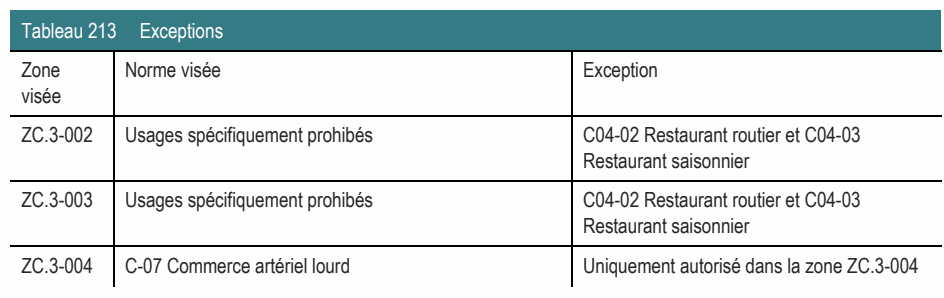 Tableau 213 Exceptions
Zone visée Norme visée Exception
ZC.3-002 Usages spécifiquement prohibés C04-02 Restaurant routier et C04-03
Restaurant saisonnier
ZC.3-003 Usages spécifiquement prohibés C04-02 Restaurant routier et C04-03
Restaurant saisonnier
ZC.3-004 C-07 Commerce artériel lourd Uniquement autorisé dans la zone ZC.3-004